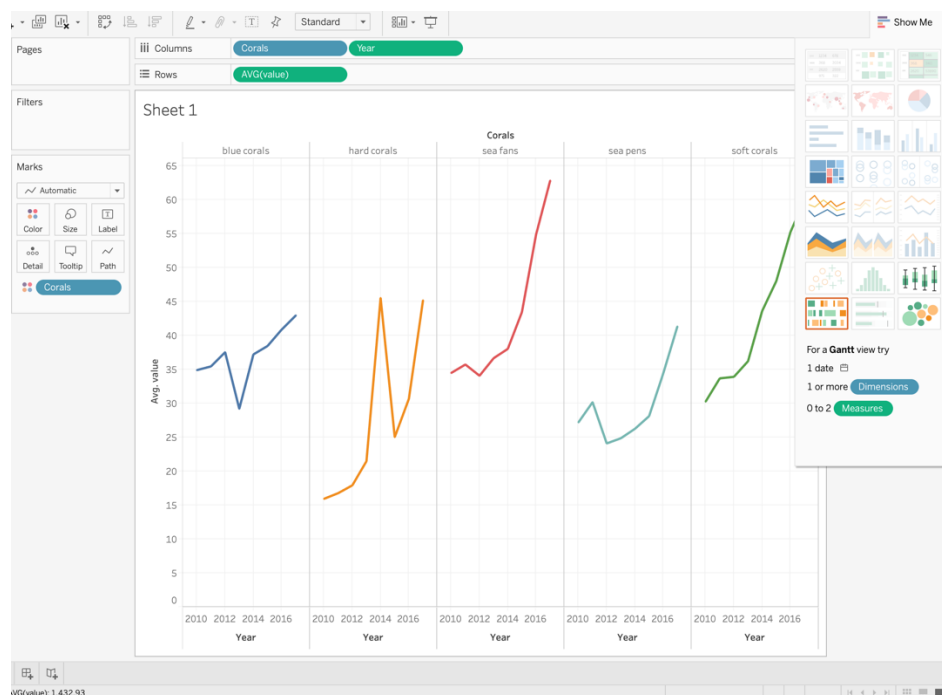 Standard
Show Me
Pages
iii Columns
Corals
Year
Rows
AVG(value)
Filters
Marks
Automatic
Color
Size
Label
Detail
Tooltip
Path
Corals
Sheet 1
Corals
blue corals
hard corals
sea fans
sea pens
soft corals
Avg. value
65
60
55
50
45
40
35
30
25
20
15
10
5
0
2010 2012 2014 2016
2010 2012 2014 2016
2010 2012 2014 2016
2010 2012 2014 2016
2010 2012 2014 2016
Year
Year
Year
Year
Year
For a Gantt view try
1 date
1 or more Dimensions
0 to 2 Measures
AVG(value): 1,432.93